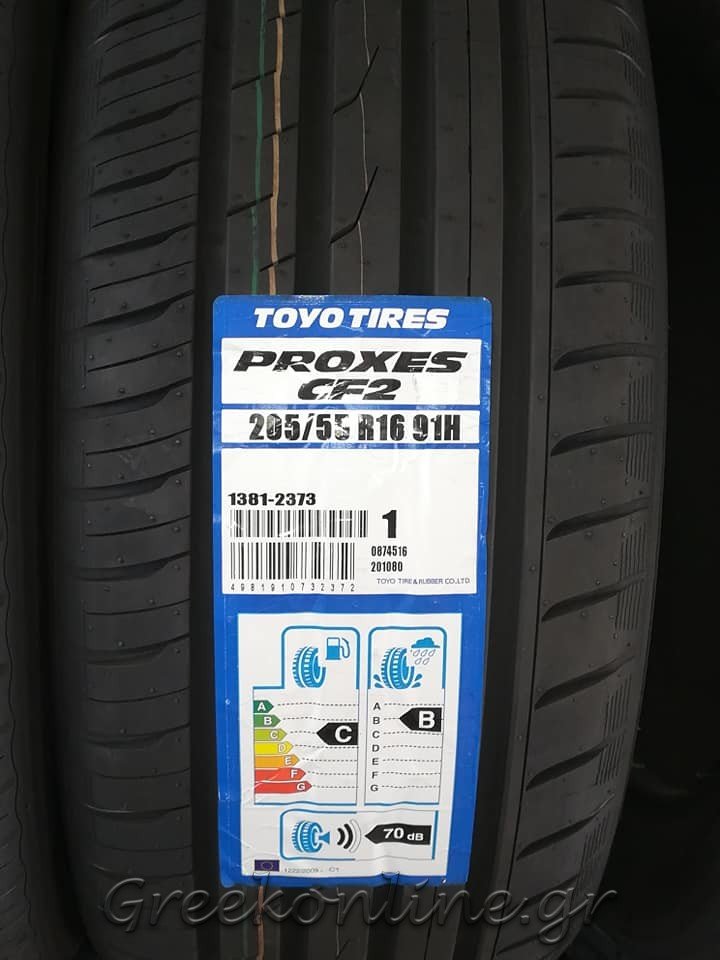 TOYO TIRES
PROXES
CF2
205/55 R16 91H
1381-2373
1
0874516
201080
4981910732372
TOYO TIRE & RUBBER CO.,LTD.
A
B
C
D
E
F
G
C
A
B
C
D
E
F
G
B
70 dB
1222/2009 - C1
Greekonline.gr